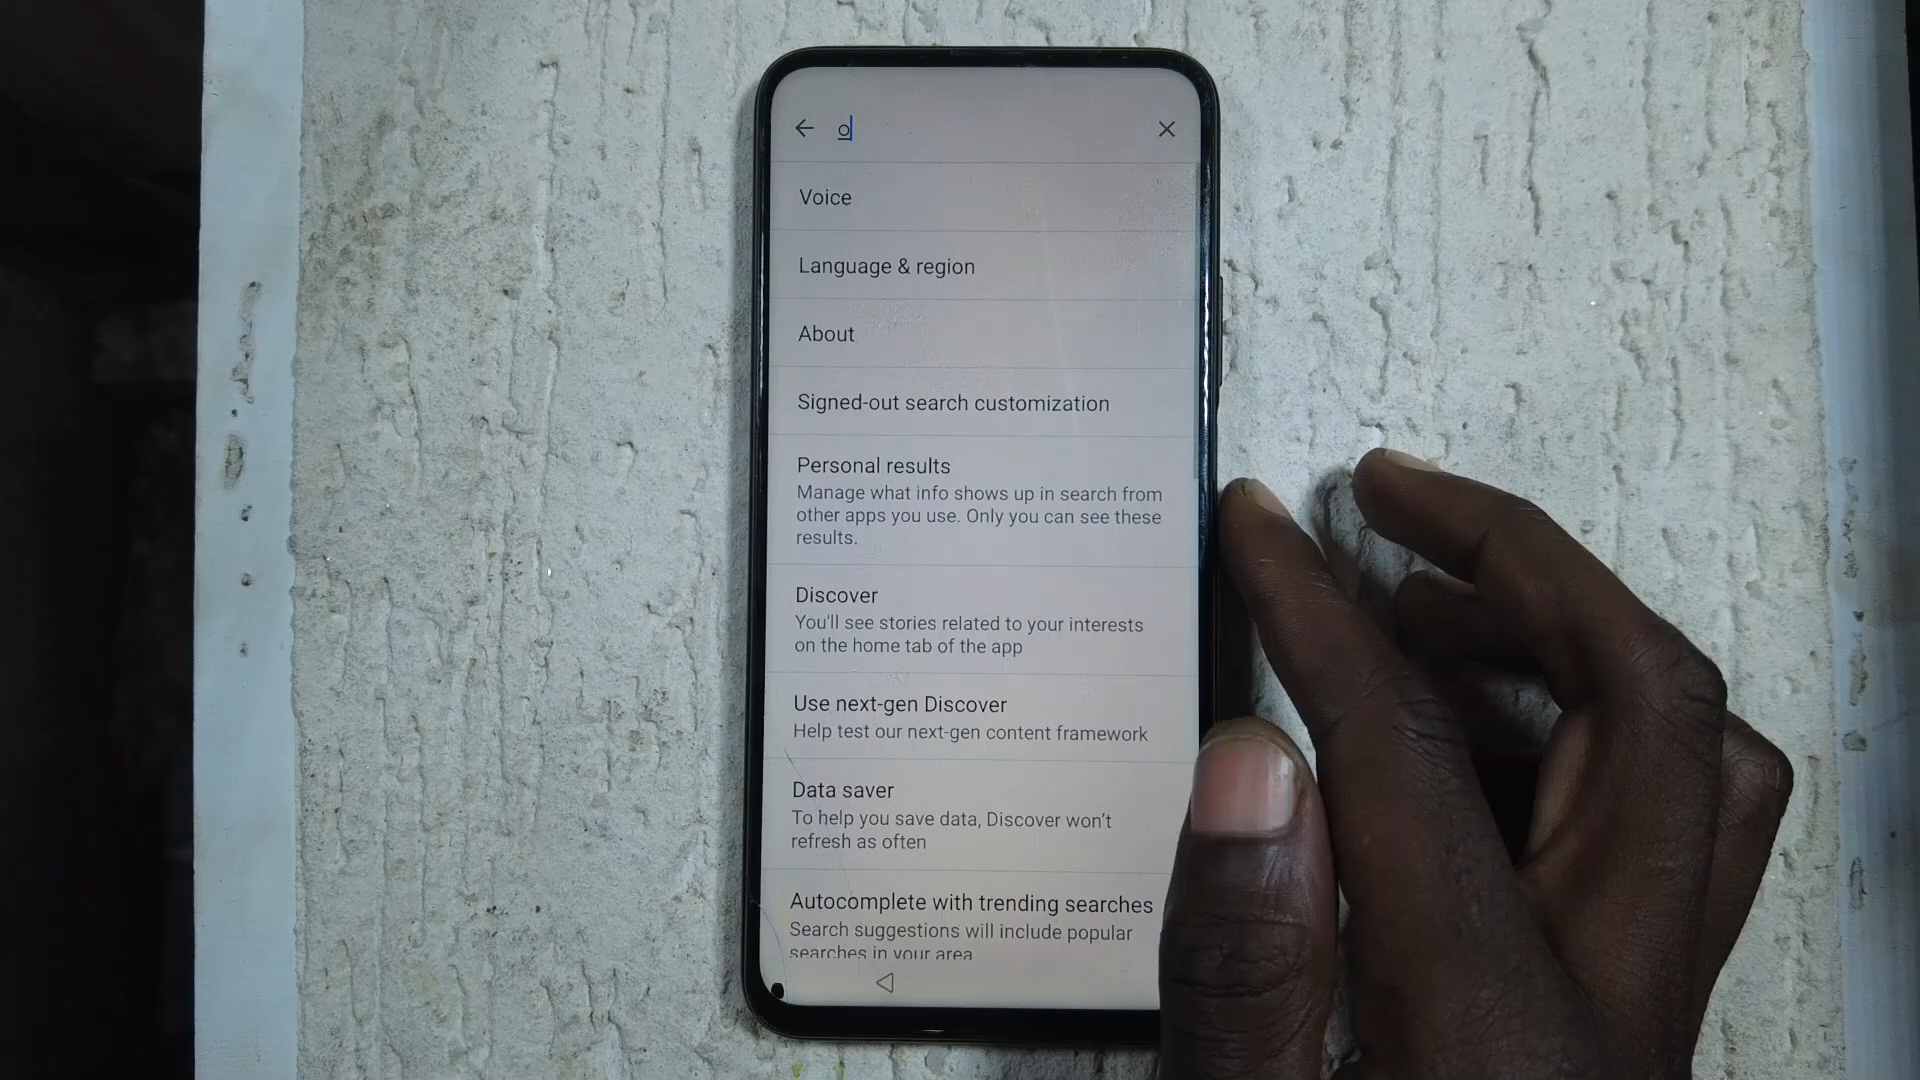 o
Voice
Language & region
About
Signed-out search customization
Personal results
Manage what info shows up in search from
other apps you use. Only you can see these
results.
Discover
You'll see stories related to your interests
on the home tab of the app
Use next-gen Discover
Help test our next-gen content framework
Data saver
To help you save data, Discover won't
refresh as often
Autocomplete with trending searches
Search suggestions will include popular
searches in your area